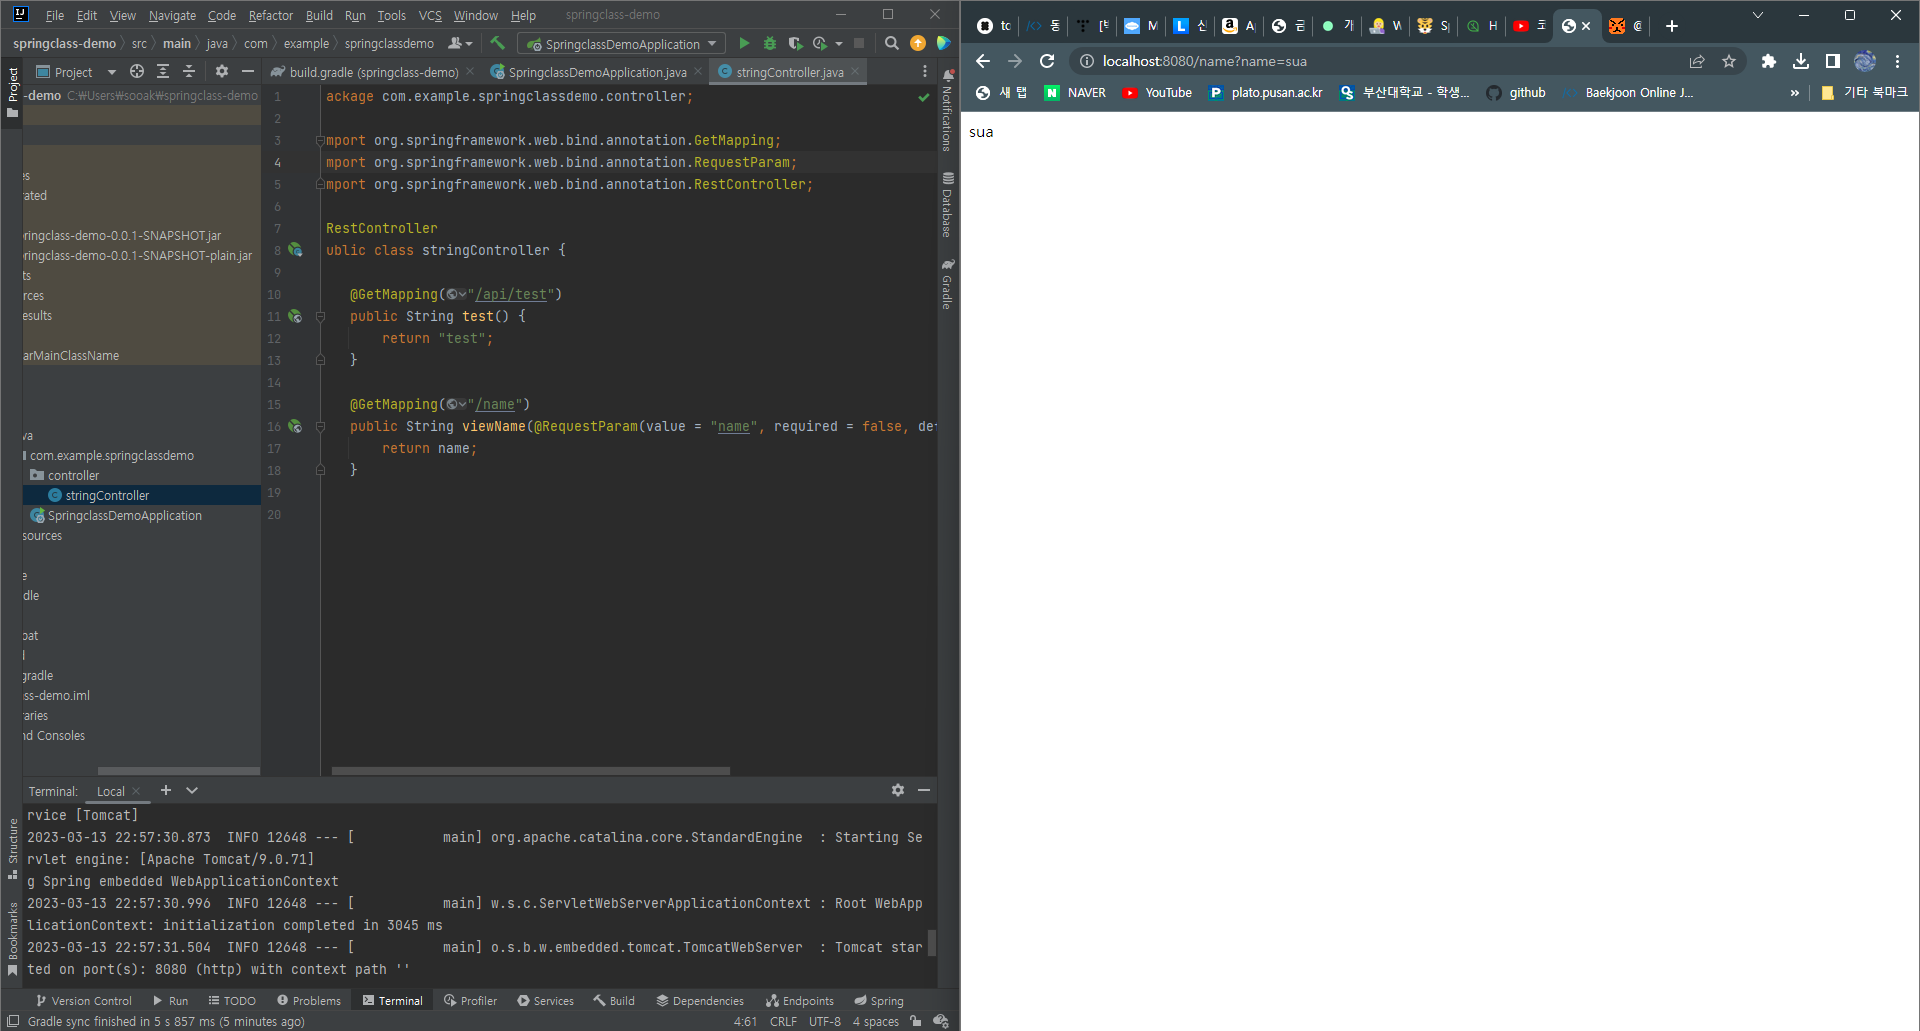 File Edit View Navigate Code Refactor Build Run Tools VCS Window Help springclass-demo
springclass-demo src main java com example springclassdemo SpringclassDemoApplication
Project build.gradle (springclass-demo) SpringclassDemoApplication.java stringController.java
Project
-demo C:₩Users₩sooak₩springclass-demo
es
rated
ringclass-demo-0.0.1-SNAPSHOT.jar
ringclass-demo-0.0.1-SNAPSHOT-plain.jar
ts
rces
esults
arMainClassName
va
com.example.springclassdemo
controller
stringController
SpringclassDemoApplication
sources
e
dle
oat
gradle
ss-demo.iml
raries
nd Consoles
1 ackage com.example.springclassdemo.controller;
2
3 mport org.springframework.web.bind.annotation.GetMapping;
4 mport org.springframework.web.bind.annotation.RequestParam;
5 mport org.springframework.web.bind.annotation.RestController;
6
7 RestController
8 ublic class stringController {
9
10 @GetMapping("/api/test")
11 public String test() {
12 return "test";
13 }
14
15 @GetMapping("/name")
16 public String viewName(@RequestParam(value = "name", required = false, de
17 return name;
18 }
19
20
Notifications
Database
Gradle
Structure
Bookmarks
Terminal: Local
rvice [Tomcat]
2023-03-13 22:57:30.873 INFO 12648 --- [ main] org.apache.catalina.core.StandardEngine : Starting Se
rvlet engine: [Apache Tomcat/9.0.71]
g Spring embedded WebApplicationContext
2023-03-13 22:57:30.996 INFO 12648 --- [ main] w.s.c.ServletWebServerApplicationContext : Root WebApp
licationContext: initialization completed in 3045 ms
2023-03-13 22:57:31.504 INFO 12648 --- [ main] o.s.b.w.embedded.tomcat.TomcatWebServer : Tomcat star
ted on port(s): 8080 (http) with context path ''
Version Control Run TODO Problems Terminal Profiler Services Build Dependencies Endpoints Spring
Gradle sync finished in 5 s 857 ms (5 minutes ago) 4:61 CRLF UTF-8 4 spaces
localhost:8080/name?name=sua
새 탭 NAVER YouTube plato.pusan.ac.kr 부산대학교 - 학생... github Baekjoon Online J... » 기타 북마크
sua